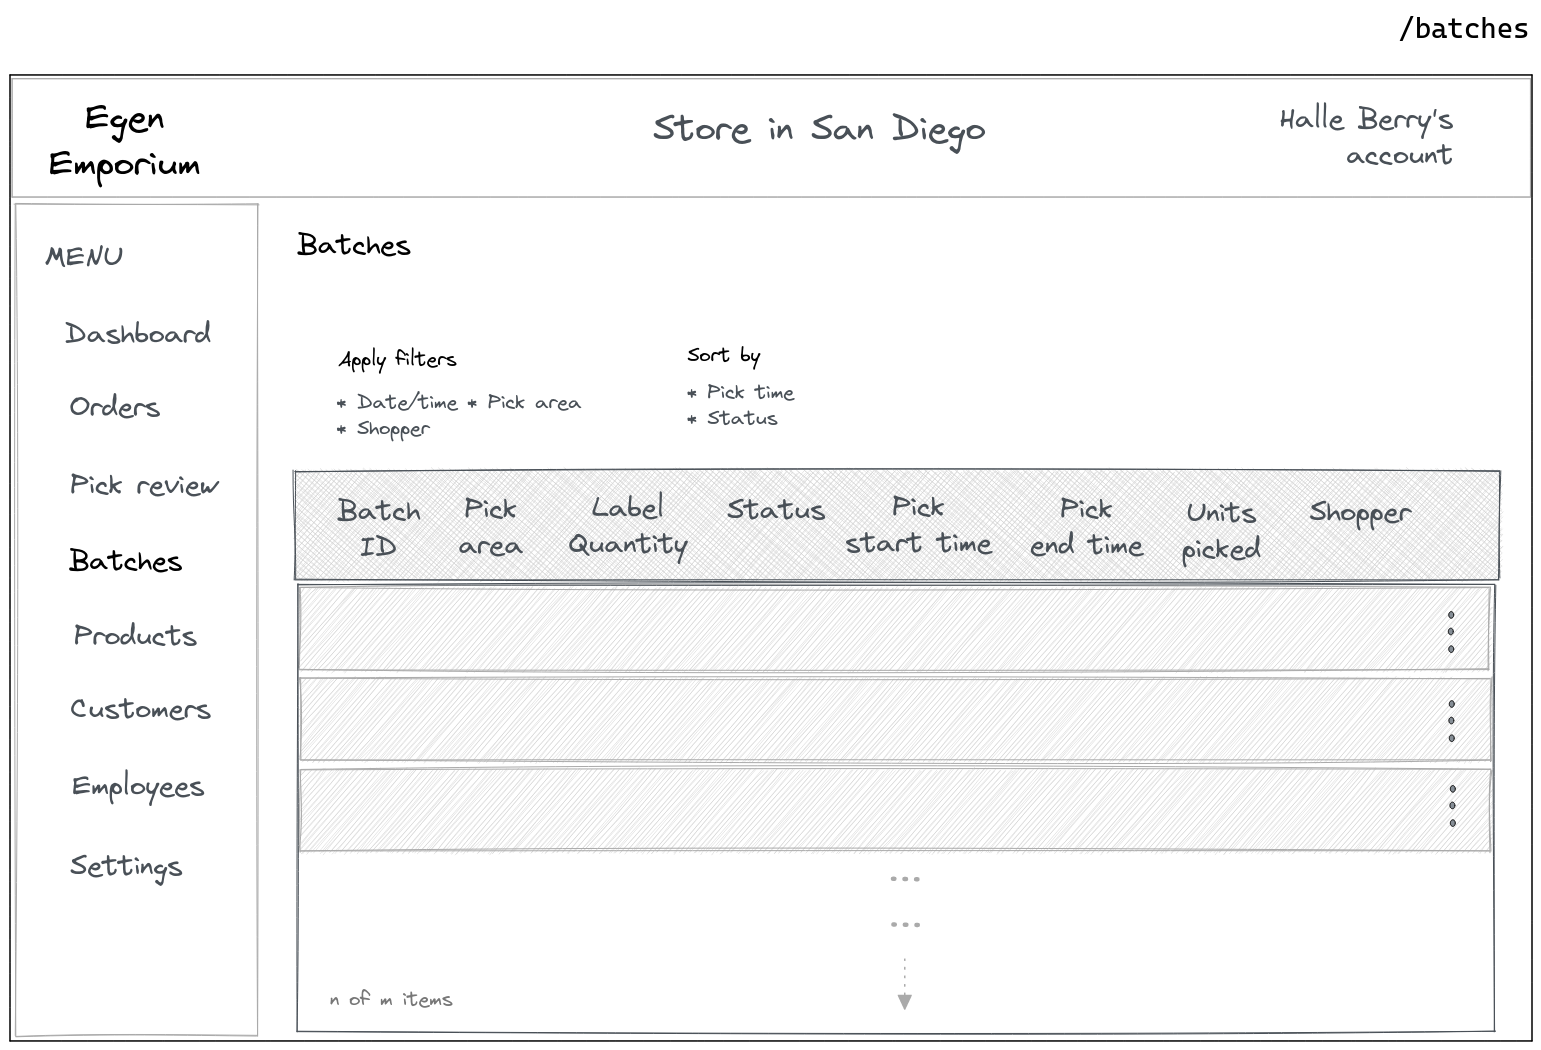 /batches
Egen
Emporium
Store in San Diego
Halle Berry's
account
MENU
Dashboard
Orders
Pick review
Batches
Products
Customers
Employees
Settings
Batches
Apply filters
* Date/time * Pick area
* Shopper
Sort by
* Pick time
* Status
Batch
ID
Pick
area
Label
Quantity
Status
Pick
start time
Pick
end time
Units
picked
Shopper
...
...
n of m items